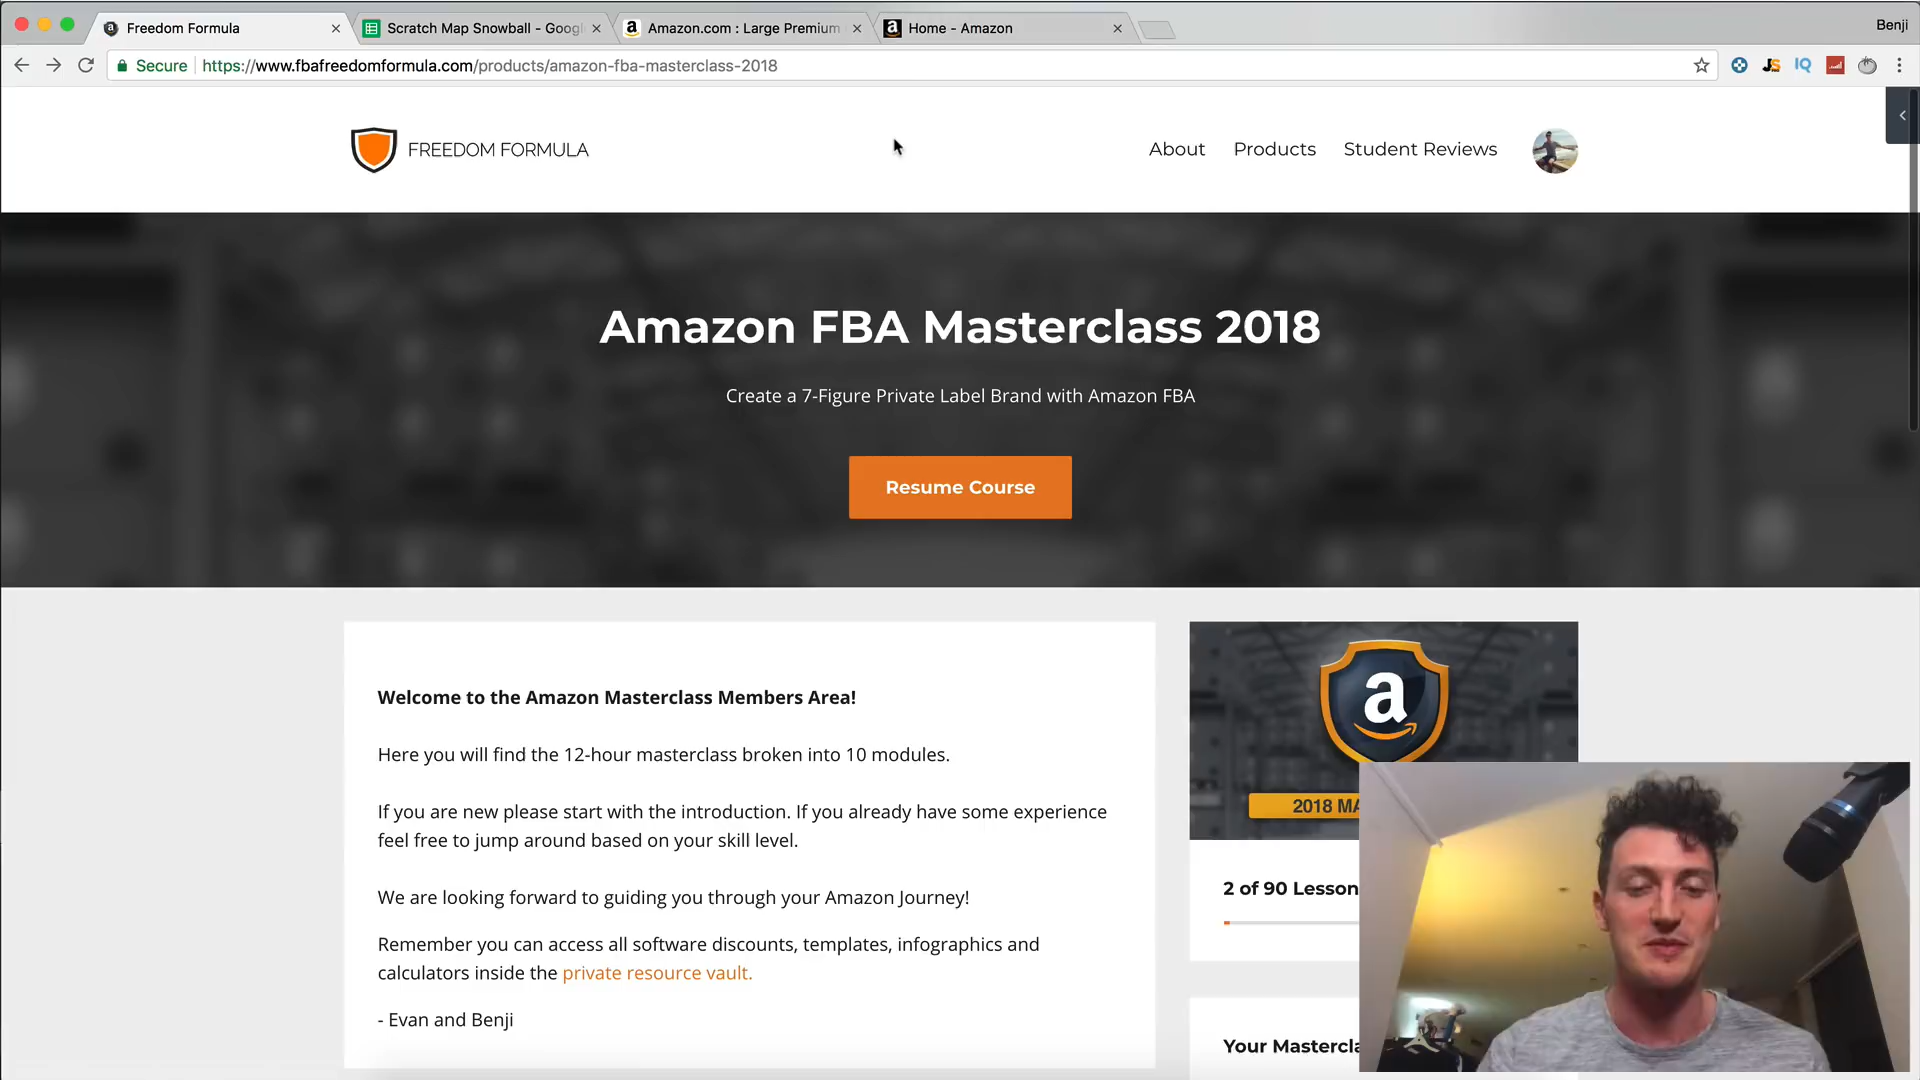 Freedom Formula
Scratch Map Snowball - Goog
Amazon.com : Large Premium
Home - Amazon
Benji
Secure https://www.fbafreedomformula.com/products/amazon-fba-masterclass-2018
JS
IQ
FREEDOM FORMULA
About
Products
Student Reviews
Amazon FBA Masterclass 2018
Create a 7-Figure Private Label Brand with Amazon FBA
Resume Course
Welcome to the Amazon Masterclass Members Area!
Here you will find the 12-hour masterclass broken into 10 modules.
If you are new please start with the introduction. If you already have some experience
feel free to jump around based on your skill level.
We are looking forward to guiding you through your Amazon Journey!
Remember you can access all software discounts, templates, infographics and
calculators inside the private resource vault.
- Evan and Benji
a
2018 MA
2 of 90 Lesson
Your Mastercla